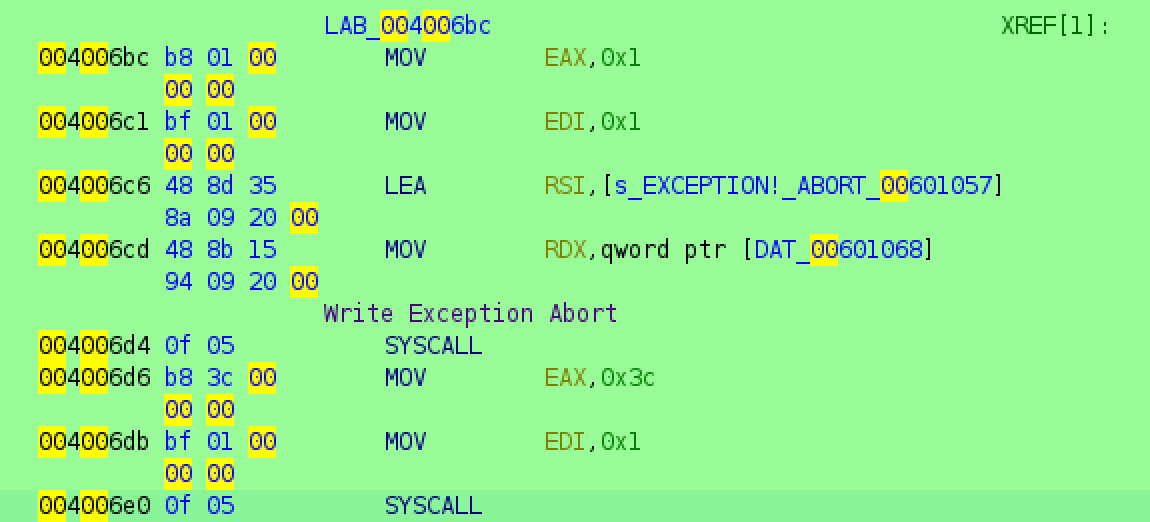 LAB_004006bc XREF[1]:
004006bc b8 01 00 MOV EAX,0x1
00 00
004006c1 bf 01 00 MOV EDI,0x1
00 00
004006c6 48 8d 35 LEA RSI,[s_EXCEPTION!_ABORT_00601057]
8a 09 20 00
004006cd 48 8b 15 MOV RDX,qword ptr [DAT_00601068]
94 09 20 00
Write Exception Abort
004006d4 0f 05 SYSCALL
004006d6 b8 3c 00 MOV EAX,0x3c
00 00
004006db bf 01 00 MOV EDI,0x1
00 00
004006e0 0f 05 SYSCALL